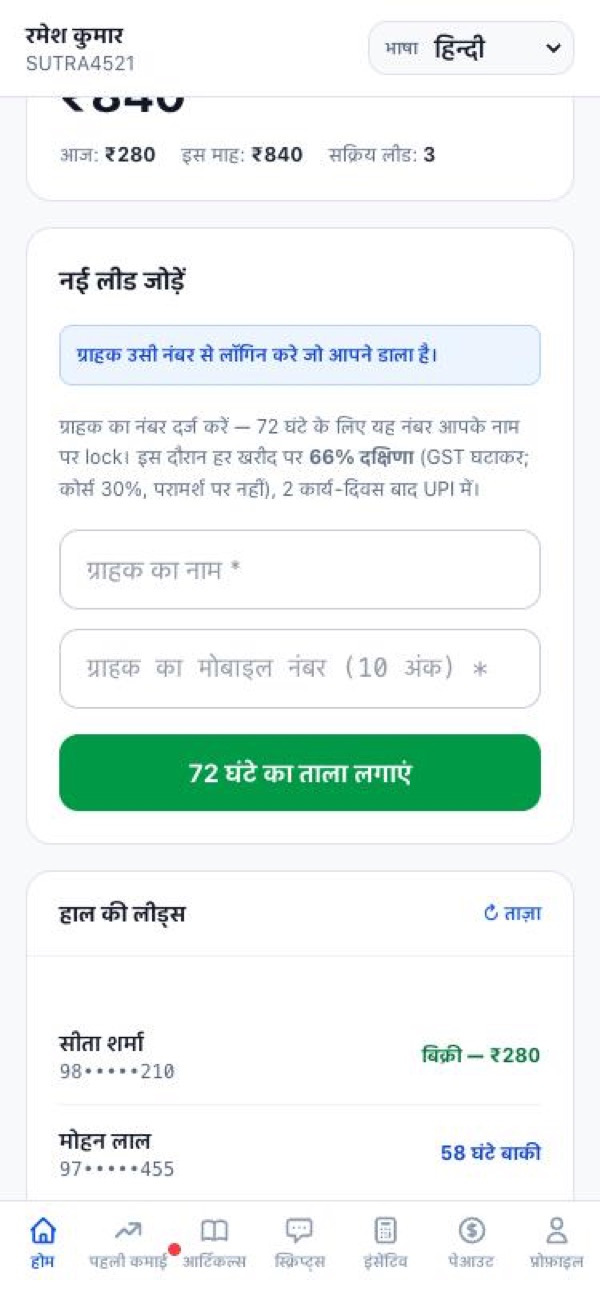 रमेश कुमार
SUTRA4521
भाषा हिन्दी
₹840
आज: ₹280 इस माह: ₹840 सक्रिय लीड: 3
नई लीड जोड़ें
ग्राहक उसी नंबर से लॉगिन करे जो आपने डाला है।
ग्राहक का नंबर दर्ज करें — 72 घंटे के लिए यह नंबर आपके नाम
पर lock। इस दौरान हर खरीद पर 66% दक्षिणा (GST घटाकर;
कोर्स 30%, परामर्श पर नहीं), 2 कार्य-दिवस बाद UPI में।
ग्राहक का नाम *
ग्राहक का मोबाइल नंबर (10 अंक) *
72 घंटे का ताला लगाएं
हाल की लीड्स
↻ ताज़ा
सीता शर्मा
98•••••210
बिक्री — ₹280
मोहन लाल
97•••••455
58 घंटे बाकी
होम पहली कमाई आर्टिकल्स स्क्रिप्ट्स इंसेंटिव पेआउट प्रोफ़ाइल